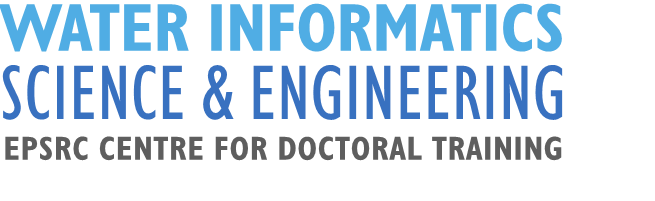 WATER INFORMATICS
SCIENCE & ENGINEERING
EPSRC CENTRE FOR DOCTORAL TRAINING